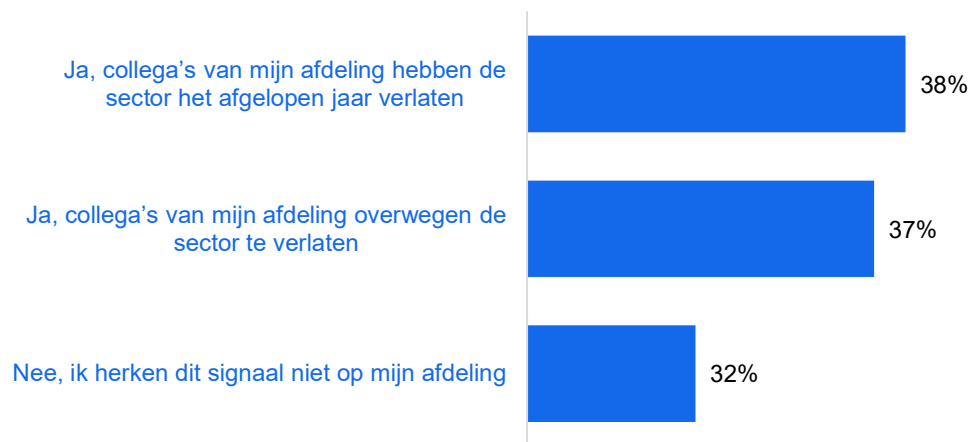 Ja, collega’s van mijn afdeling hebben de
sector het afgelopen jaar verlaten
38%
Ja, collega’s van mijn afdeling overwegen de
sector te verlaten
37%
Nee, ik herken dit signaal niet op mijn afdeling
32%